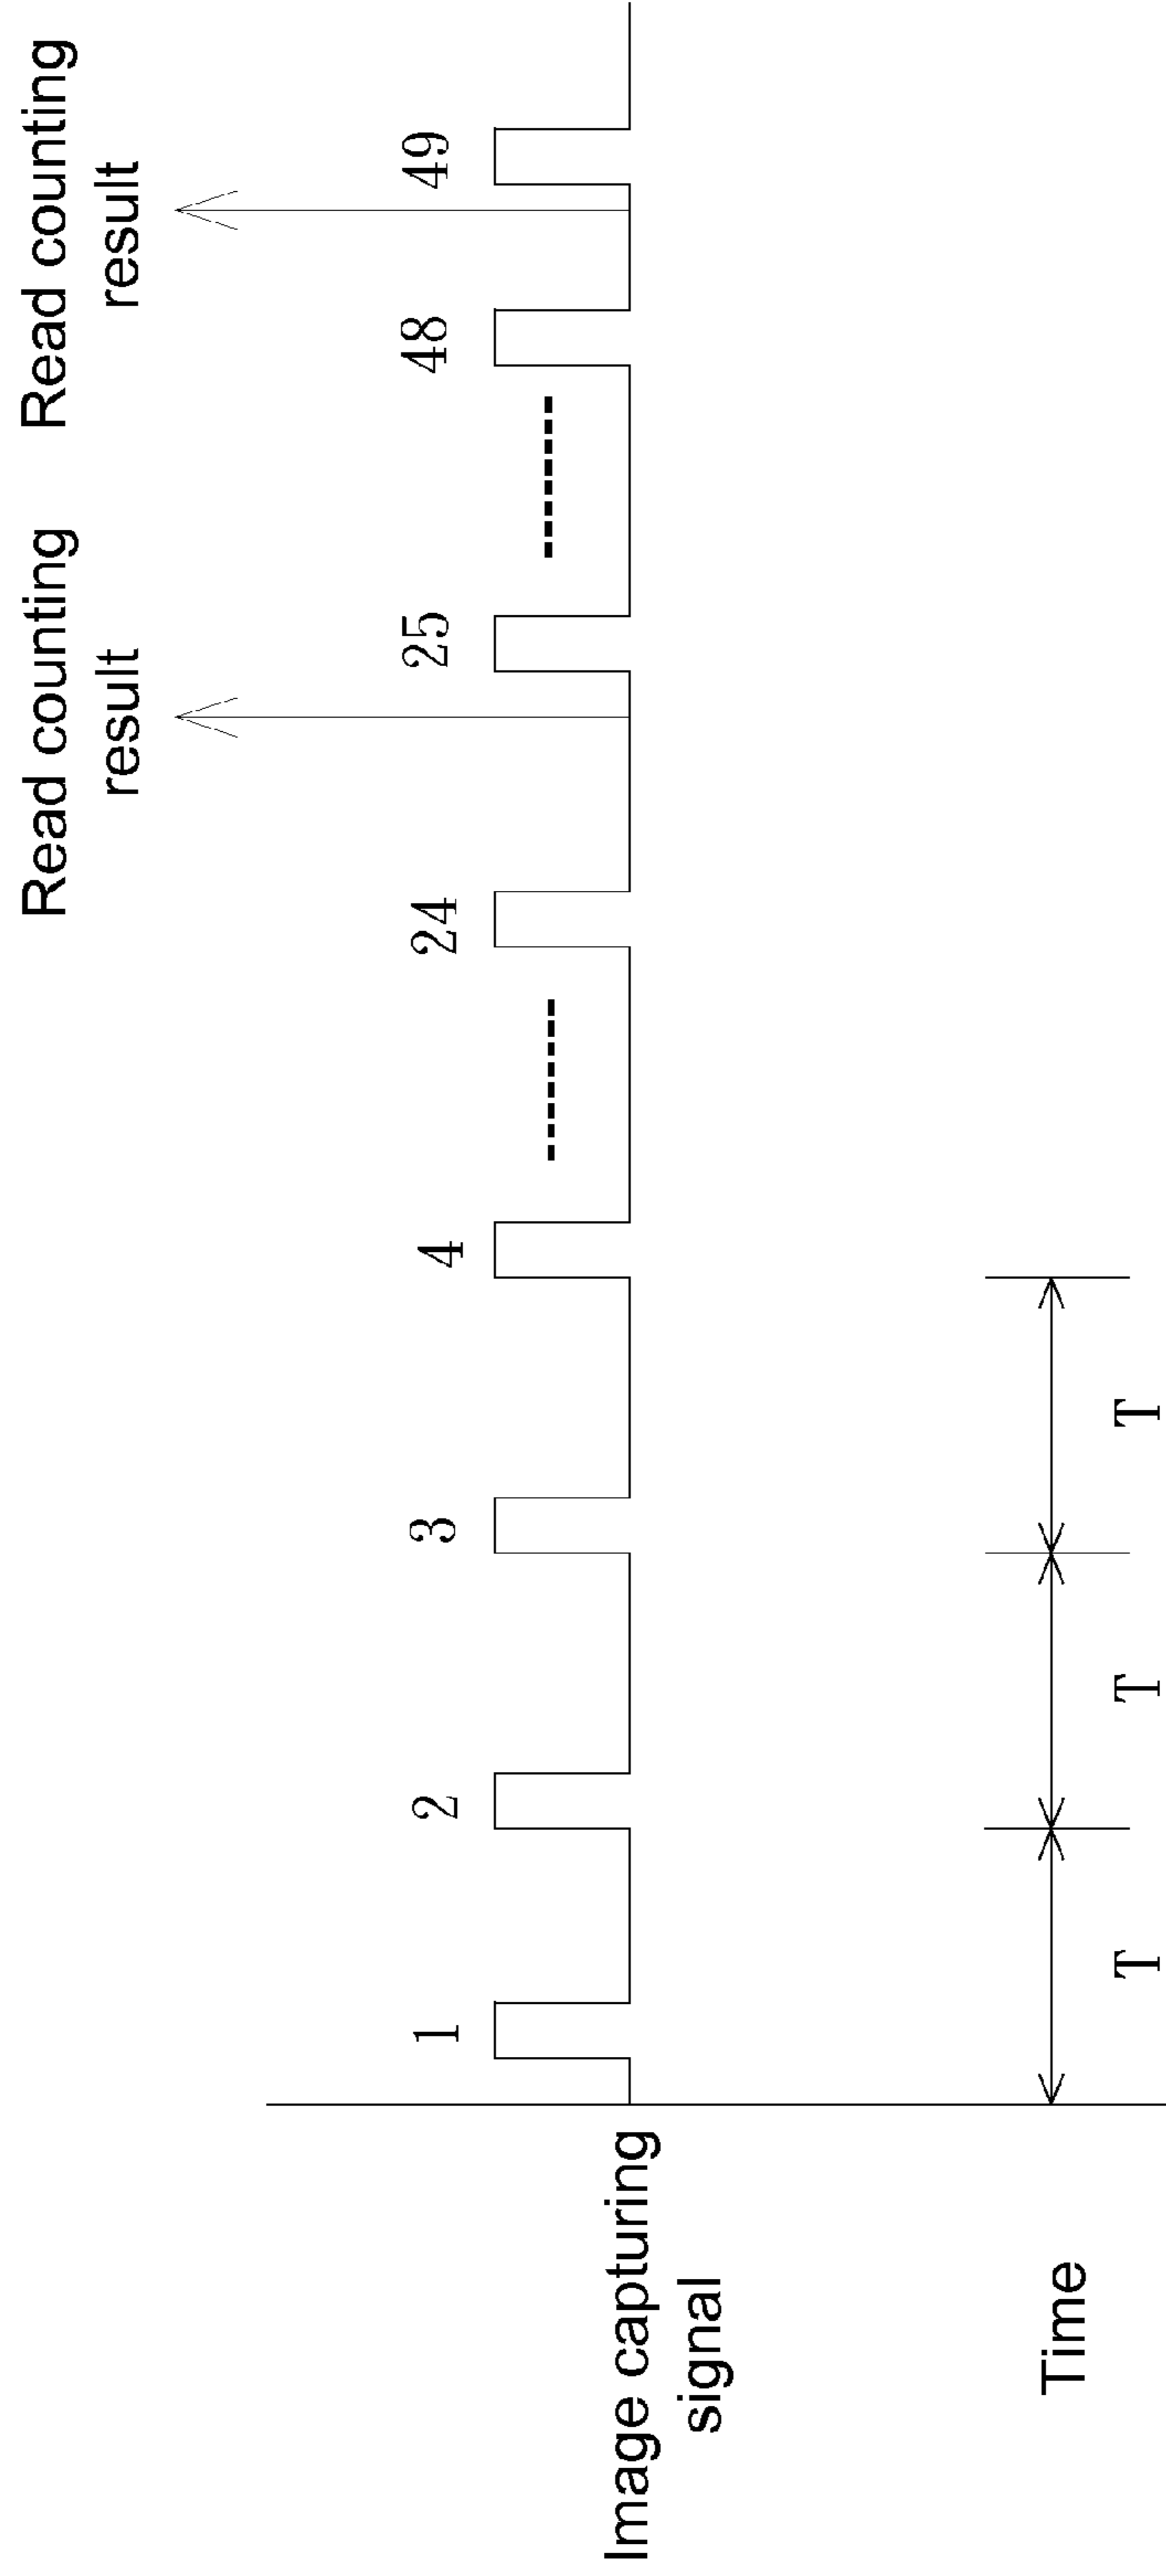 Read counting
result
Read counting
result
1
2
3
4
24
25
48
49
Image capturing
signal
Time
T
T
T